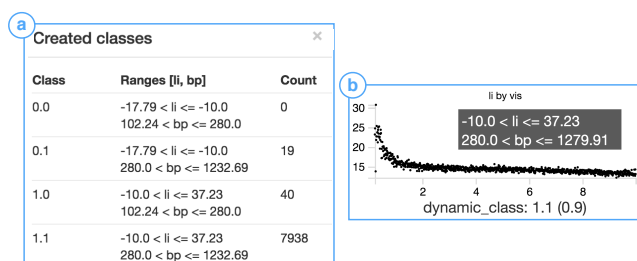 a
Created classes ×
Class Ranges [li, bp] Count
0.0 -17.79 < li <= -10.0 0
102.24 < bp <= 280.0
0.1 -17.79 < li <= -10.0 19
280.0 < bp <= 1232.69
1.0 -10.0 < li <= 37.23 40
102.24 < bp <= 280.0
1.1 -10.0 < li <= 37.23 7938
280.0 < bp <= 1232.69
b
li by vis
30
25
20
15
-10.0 < li <= 37.23
280.0 < bp <= 1279.91
2 4 6 8
dynamic_class: 1.1 (0.9)